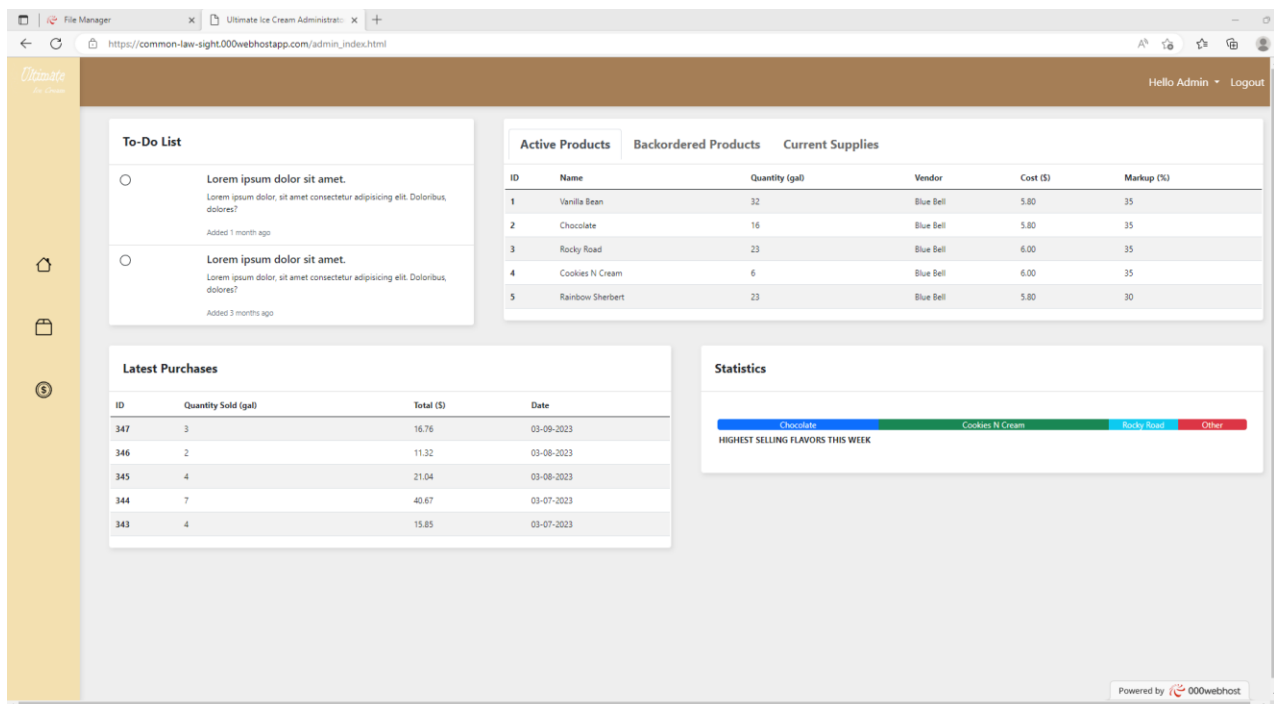 File Manager
Ultimate Ice Cream Administrato
https://common-law-sight.000webhostapp.com/admin_index.html
Ultimate
Ice Cream
Hello Admin Logout
To-Do List
Lorem ipsum dolor sit amet.
Lorem ipsum dolor, sit amet consectetur adipisicing elit. Doloribus,
dolores?
Added 1 month ago
Lorem ipsum dolor sit amet.
Lorem ipsum dolor, sit amet consectetur adipisicing elit. Doloribus,
dolores?
Added 3 months ago
Active Products Backordered Products Current Supplies
ID Name Quantity (gal) Vendor Cost ($) Markup (%)
1 Vanilla Bean 32 Blue Bell 5.80 35
2 Chocolate 16 Blue Bell 5.80 35
3 Rocky Road 23 Blue Bell 6.00 35
4 Cookies N Cream 6 Blue Bell 6.00 35
5 Rainbow Sherbert 23 Blue Bell 5.80 30
Latest Purchases
ID Quantity Sold (gal) Total ($) Date
347 3 16.76 03-09-2023
346 2 11.32 03-08-2023
345 4 21.04 03-08-2023
344 7 40.67 03-07-2023
343 4 15.85 03-07-2023
Statistics
Chocolate Cookies N Cream Rocky Road Other
HIGHEST SELLING FLAVORS THIS WEEK
Powered by 000webhost